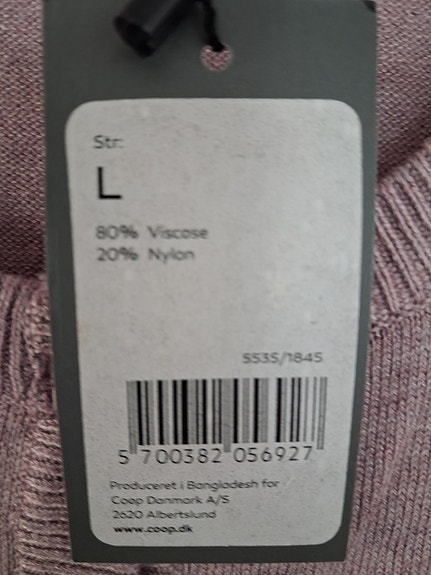 Str:
L
80% Viscose
20% Nylon
5535/1845
5 700382 056927
Produceret i Bangladesh for
Coop Danmark A/S
2620 Albertslund
www.coop.dk